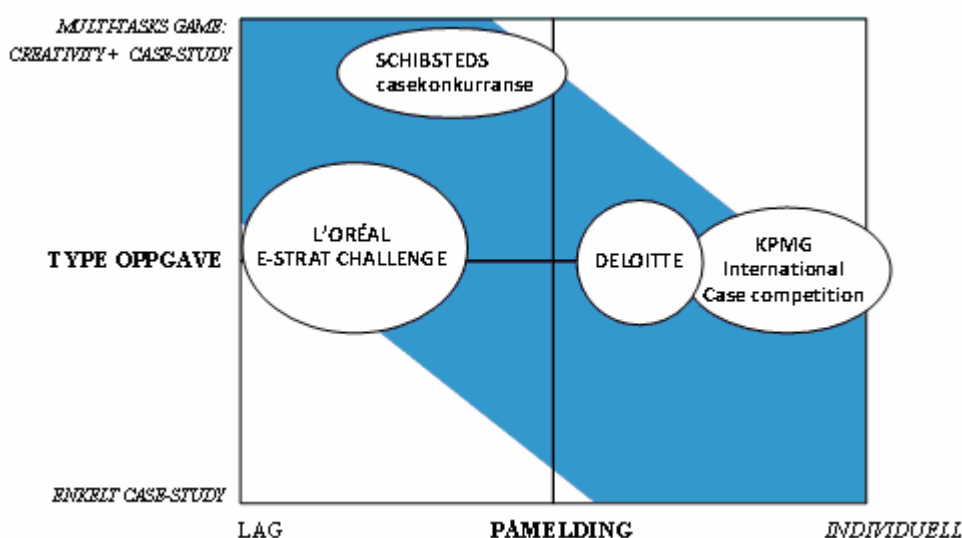 MULTI-TASKS GAME:
CREATIVITY + CASE-STUDY
SCHIBSTEDS
casekonkurranse
L'ORÉAL
E-STRAT CHALLENGE
TYPE OPPGAVE
DELOITTE
KPMG
International
Case competition
ENKELT CASE-STUDY
LAG
PÅMELDING
INDIVIDUELL